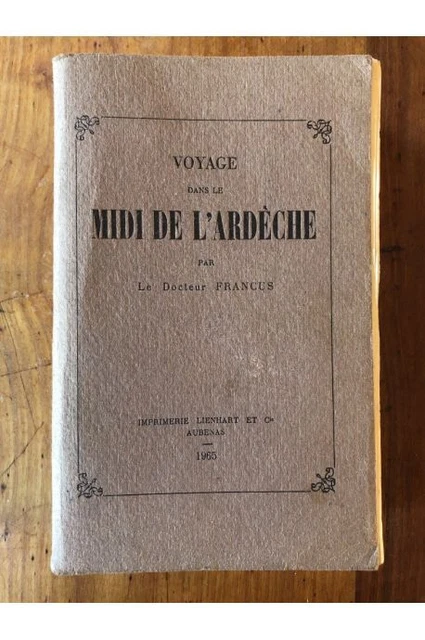 VOYAGE
DANS LE
MIDI DE L'ARDÈCHE
PAR
Le Docteur FRANCUS
IMPRIMERIE LIENHART ET Cie
AUBENAS
1965